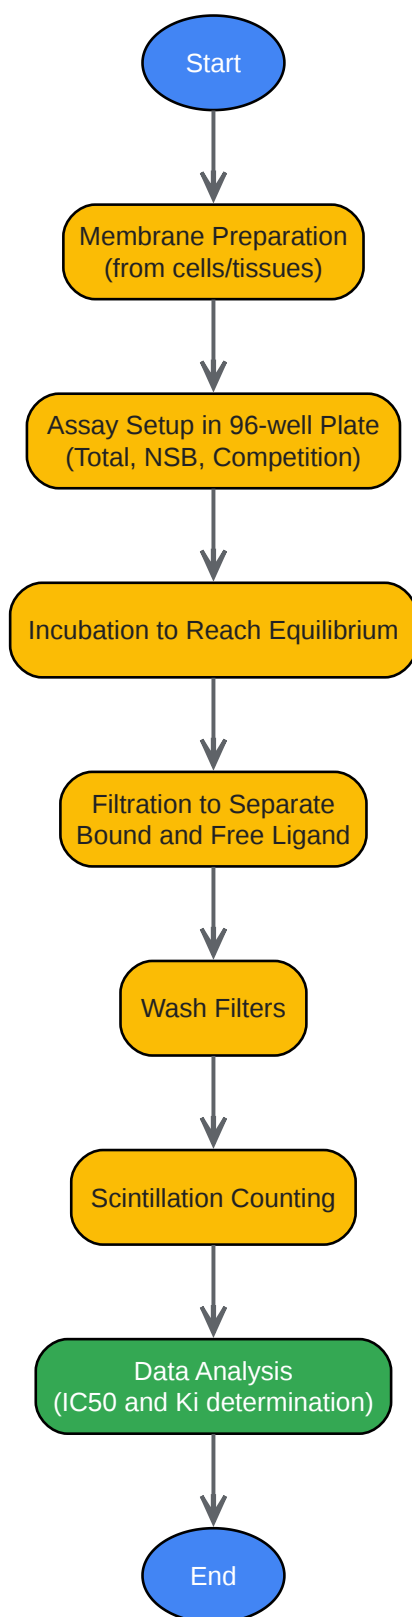 Start
Membrane Preparation
(from cells/tissues)
Assay Setup in 96-well Plate
(Total, NSB, Competition)
Incubation to Reach Equilibrium
Filtration to Separate
Bound and Free Ligand
Wash Filters
Scintillation Counting
Data Analysis
(IC50 and Ki determination)
End